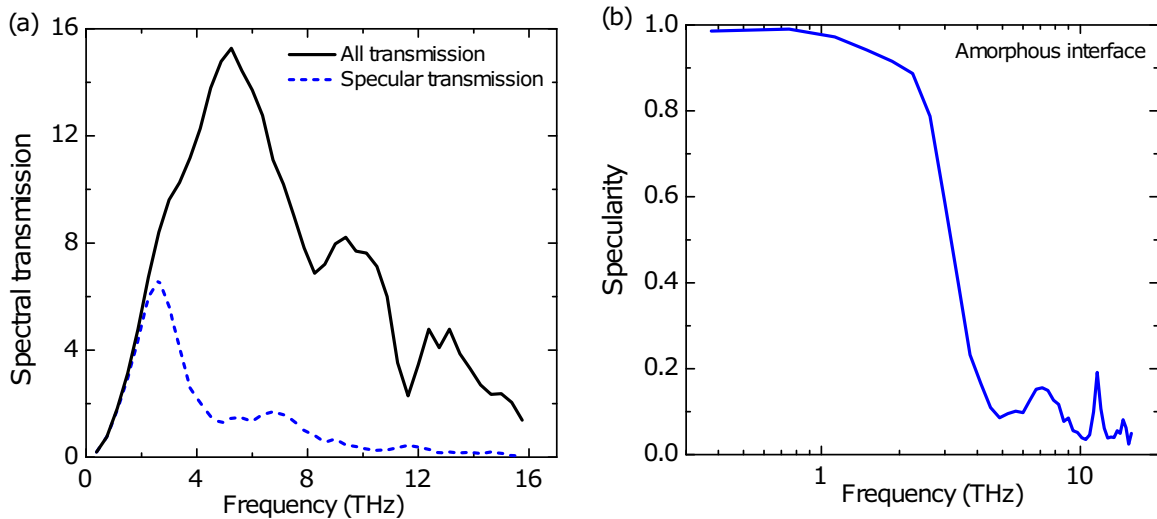 (a)
16
12
8
4
0
0
4
8
12
16
Spectral transmission
Frequency (THz)
All transmission
Specular transmission
(b)
1.0
0.8
0.6
0.4
0.2
0.0
1
10
Specularity
Frequency (THz)
Amorphous interface